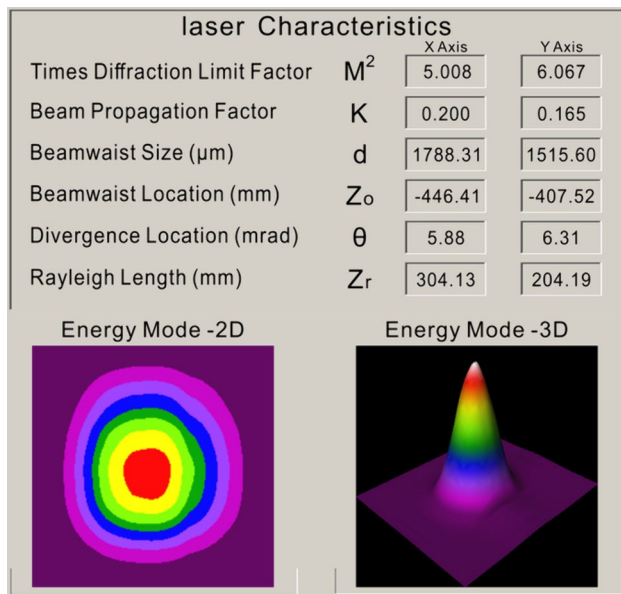 laser Characteristics
X Axis Y Axis
Times Diffraction Limit Factor M² 5.008 6.067
Beam Propagation Factor K 0.200 0.165
Beamwaist Size (μm) d 1788.31 1515.60
Beamwaist Location (mm) Zo -446.41 -407.52
Divergence Location (mrad) θ 5.88 6.31
Rayleigh Length (mm) Zr 304.13 204.19
Energy Mode -2D Energy Mode -3D